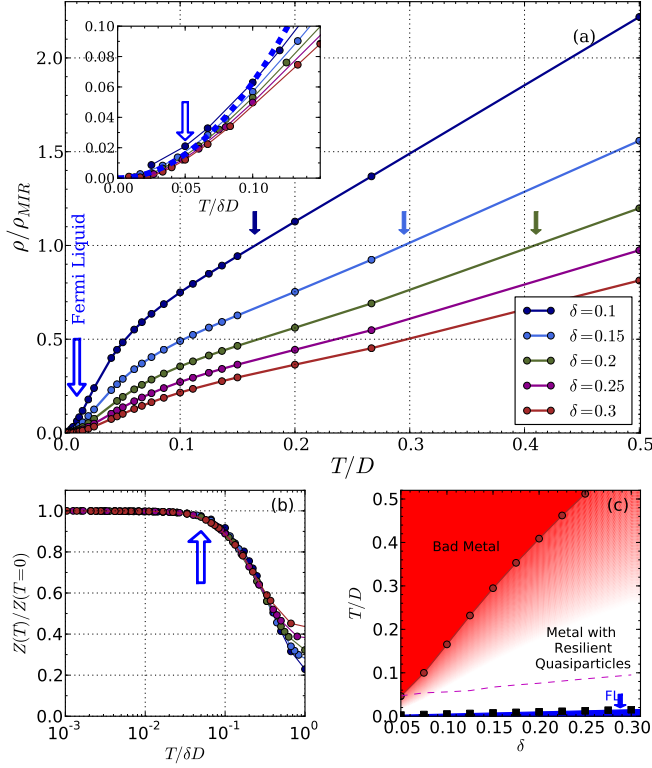 (a)
ρ/ρ_MIR
2.0
1.5
1.0
0.5
0.0
0.0
0.1
0.2
0.3
0.4
0.5
T/D
Fermi Liquid
0.10
0.08
0.06
0.04
0.02
0.00
0.00
0.05
0.10
T/δD
δ=0.1
δ=0.15
δ=0.2
δ=0.25
δ=0.3
(b)
Z(T)/Z(T=0)
1.0
0.8
0.6
0.4
0.2
0.0
10⁻³
10⁻²
10⁻¹
10⁰
T/δD
(c)
T/D
0.5
0.4
0.3
0.2
0.1
0.0
Bad Metal
Metal with
Resilient
Quasiparticles
FL
0.05
0.10
0.15
0.20
0.25
0.30
δ